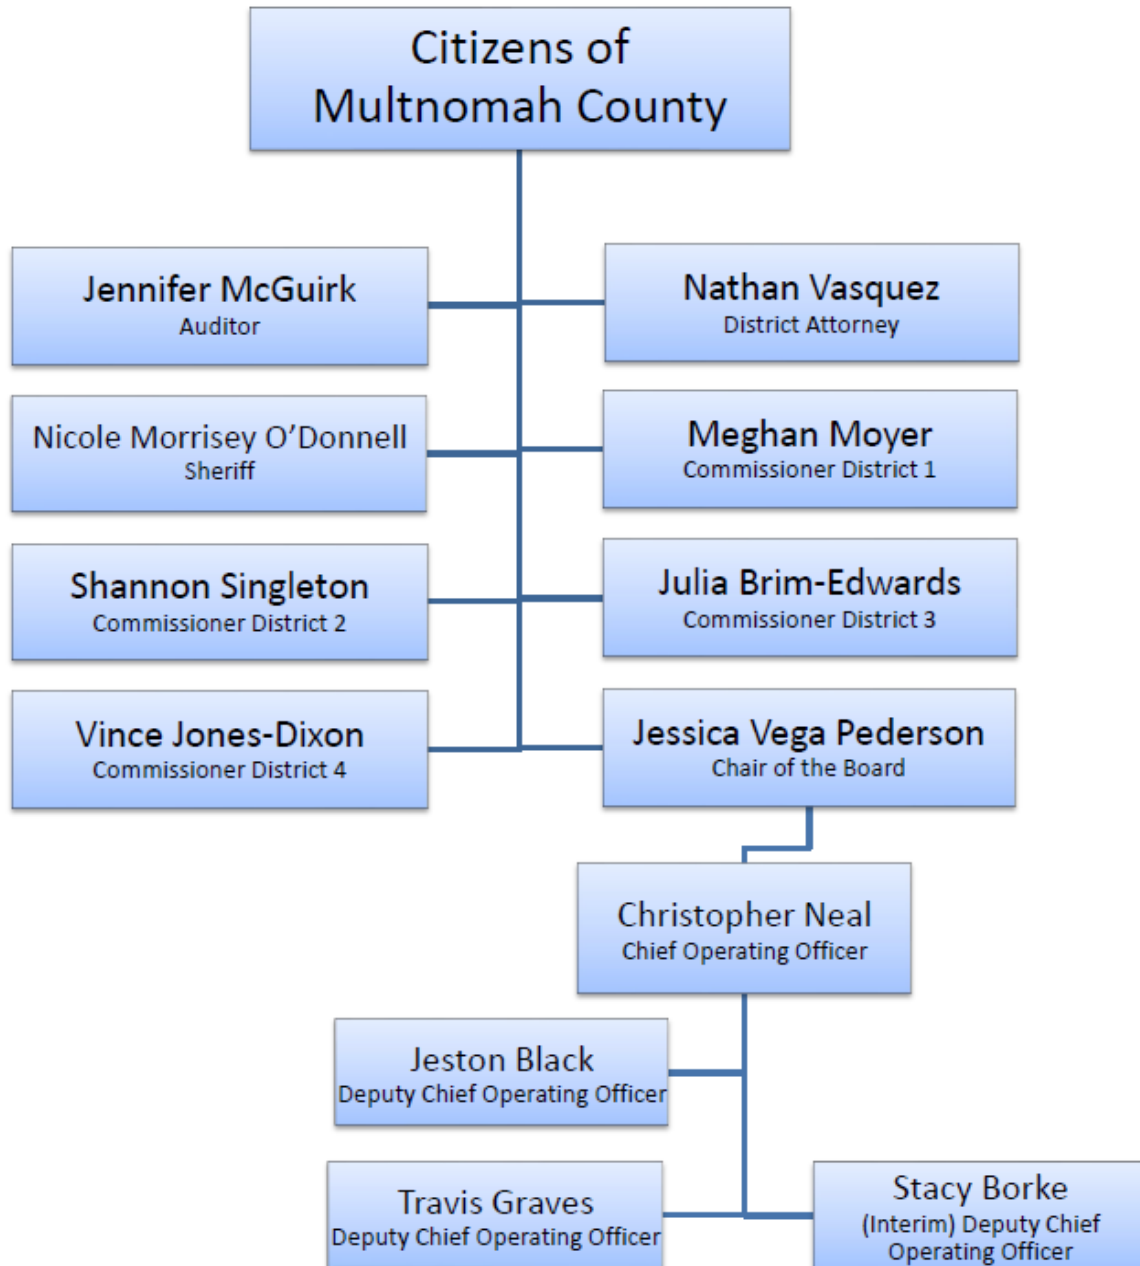 Citizens of
Multnomah County
Jennifer McGuirk
Auditor
Nathan Vasquez
District Attorney
Nicole Morrisey O’Donnell
Sheriff
Meghan Moyer
Commissioner District 1
Shannon Singleton
Commissioner District 2
Julia Brim-Edwards
Commissioner District 3
Vince Jones-Dixon
Commissioner District 4
Jessica Vega Pederson
Chair of the Board
Christopher Neal
Chief Operating Officer
Jeston Black
Deputy Chief Operating Officer
Travis Graves
Deputy Chief Operating Officer
Stacy Borke
(Interim) Deputy Chief
Operating Officer